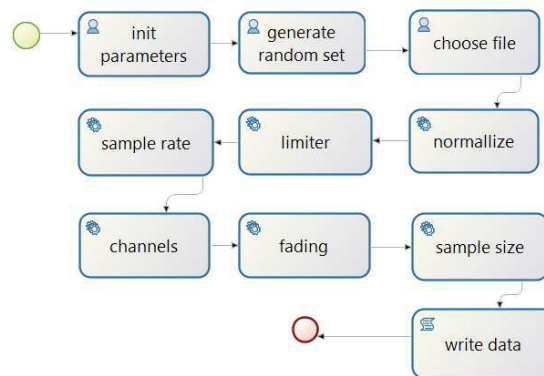 init
parameters
generate
random set
choose file
normallize
limiter
sample rate
channels
fading
sample size
write data